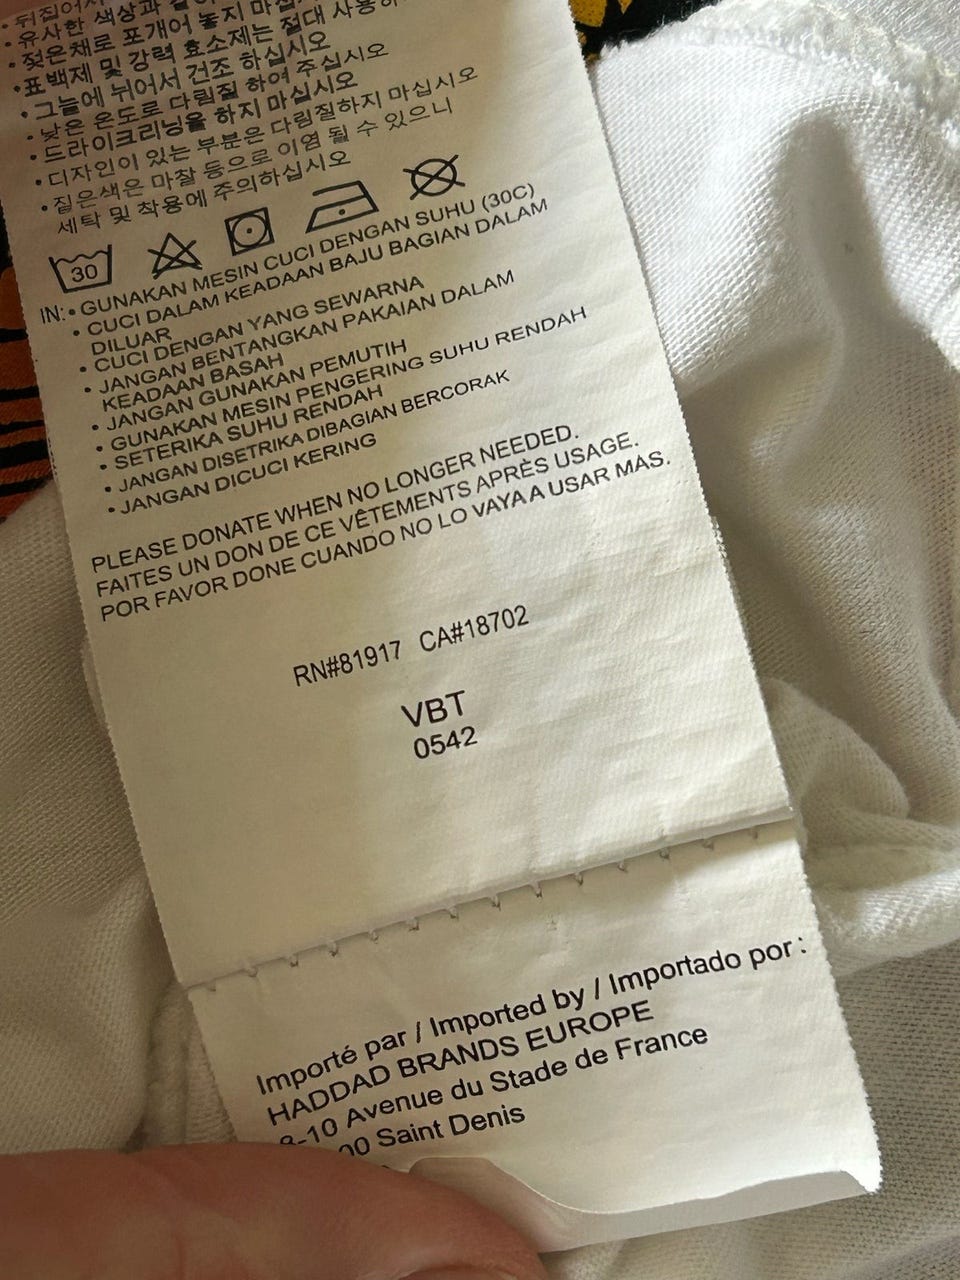 • 뒤집어서
• 유사한 색상과
• 젖은채로 포개어 놓지 마십
• 표백제 및 강력 효소제는 절대 사용하
• 그늘에 뉘어서 건조 하십시오
• 낮은 온도로 다림질 하여 주십시오
• 드라이크리닝을 하지 마십시오
• 디자인이 있는 부분은 다림질하지 마십시오
• 짙은색은 마찰 등으로 이염 될 수 있으니
세탁 및 착용에 주의하십시오
30
IN: • GUNAKAN MESIN CUCI DENGAN SUHU (30C)
• CUCI DALAM KEADAAN BAJU BAGIAN DALAM
DILUAR
• CUCI DENGAN YANG SEWARNA
• JANGAN BENTANGKAN PAKAIAN DALAM
KEADAAN BASAH
• JANGAN GUNAKAN PEMUTIH
• GUNAKAN MESIN PENGERING SUHU RENDAH
• SETERIKA SUHU RENDAH
• JANGAN DISETRIKA DIBAGIAN BERCORAK
• JANGAN DICUCI KERING
PLEASE DONATE WHEN NO LONGER NEEDED.
FAITES UN DON DE CE VÊTEMENTS APRÈS USAGE.
POR FAVOR DONE CUANDO NO LO VAYA A USAR MÁS.
RN#81917 CA#18702
VBT
0542
Importé par / Imported by / Importado por :
HADDAD BRANDS EUROPE
8-10 Avenue du Stade de France
00 Saint Denis